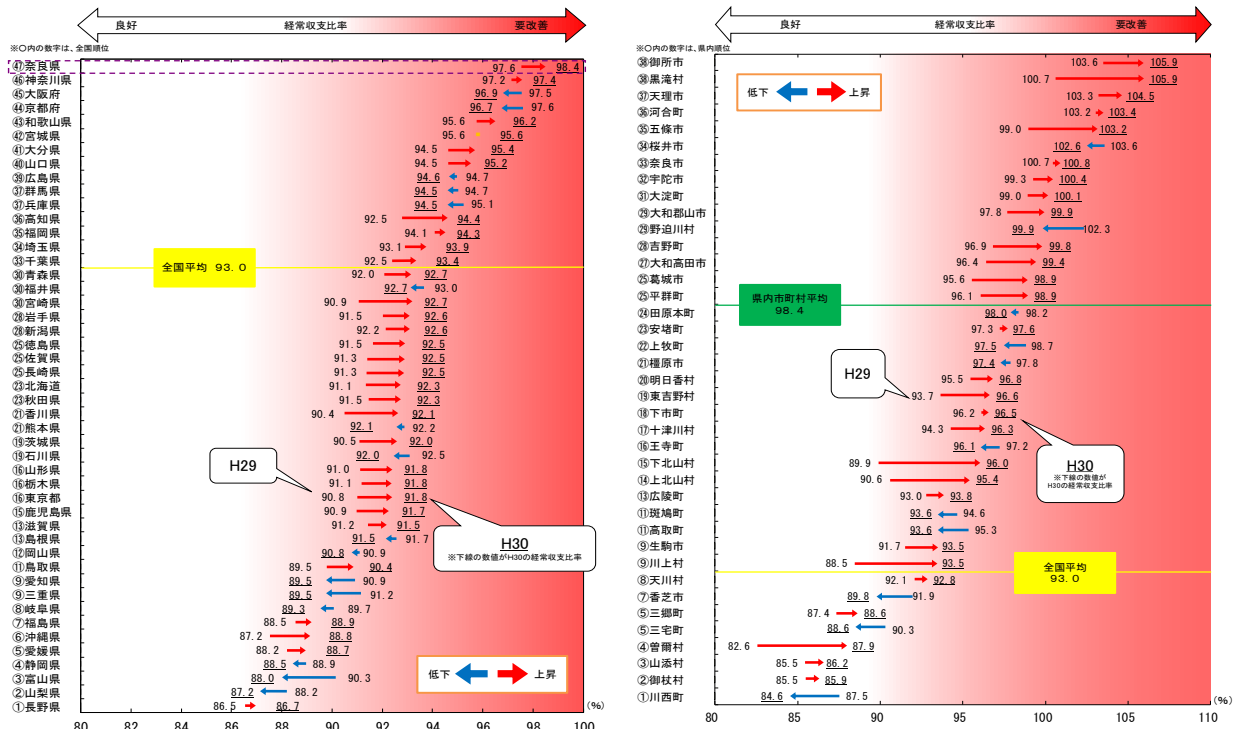 良好　経常収支比率　要改善
※○内の数字は、全国順位
㊼奈良県 97.6 98.4
㊻神奈川県 97.2 97.4
㊺大阪府 96.9 97.5
㊹京都府 96.7 97.6
㊸和歌山県 95.6 96.2
㊷宮城県 95.6 95.6
㊶大分県 94.5 95.4
㊵山口県 94.5 95.2
㊴広島県 94.6 94.7
㊲群馬県 94.5 94.7
㊲兵庫県 94.5 95.1
㊱高知県 92.5 94.4
㉟福岡県 94.1 94.3
㉞埼玉県 93.1 93.9
㉝千葉県 92.5 93.4
全国平均 93.0
㉚青森県 92.0 92.7
㉚福井県 92.7 93.0
㉚宮崎県 90.9 92.7
㉘岩手県 91.5 92.6
㉘新潟県 92.2 92.6
㉕徳島県 91.6 92.5
㉕佐賀県 91.3 92.5
㉕長崎県 91.3 92.5
㉓北海道 91.1 92.3
㉓秋田県 91.5 92.3
㉑香川県 90.4 92.1
㉑熊本県 92.1 92.2
⑲茨城県 90.5 92.0
⑲石川県 92.0 92.5
⑯山形県 91.0 91.8
⑯栃木県 91.1 91.8
⑯東京都 90.8 91.8
⑮鹿児島県 90.9 91.7
⑬滋賀県 91.2 91.5
⑬島根県 91.5 91.7
⑫岡山県 90.8 90.9
⑪鳥取県 89.5 90.4
⑨愛知県 89.5 90.9
⑨三重県 89.5 91.2
⑧岐阜県 89.3 89.7
⑦福島県 88.5 88.9
⑥沖縄県 87.2 88.8
⑤愛媛県 88.2 88.7
④静岡県 88.5 88.9
③富山県 88.0 90.3
②山梨県 87.2 88.2
①長野県 86.5 86.7
H29
H30
※下線の数値がH30の経常収支比率
低下　上昇
80 82 84 86 88 90 92 94 96 98 100 (%)
良好　経常収支比率　要改善
※○内の数字は、県内順位
㊳御所市 103.6 105.9
㊳黒滝村 100.7 105.9
㊲天理市 103.3 104.5
㊱河合町 103.2 103.4
㉟五條市 99.0 103.2
㉞桜井市 102.6 103.6
㉝奈良市 100.7 100.8
㉜宇陀市 99.3 100.4
㉛大淀町 99.0 100.1
㉙大和郡山市 97.8 99.9
㉙野迫川村 99.9 102.3
㉘吉野町 96.9 99.8
㉗大和高田市 96.4 99.4
㉕葛城市 95.6 98.9
㉕平群町 96.1 98.9
県内市町村平均
98.4
㉔田原本町 98.0 98.2
㉓安堵町 97.3 97.6
㉒上牧町 97.5 98.7
㉑橿原市 97.4 97.8
⑳明日香村 95.5 96.8
⑲東吉野村 93.7 96.6
⑱下市町 96.2 96.5
⑰十津川村 94.3 96.3
⑯王寺町 96.1 97.2
⑮下北山村 89.9 96.0
⑭上北山村 90.6 95.4
⑬広陵町 93.0 93.8
⑪斑鳩町 93.6 94.6
⑪高取町 93.6 95.3
⑨生駒市 91.7 93.5
⑨川上村 88.5 93.5
全国平均
93.0
⑧天川村 92.1 92.8
⑦香芝市 89.8 91.9
⑤三郷町 87.4 88.6
⑤三宅町 88.6 90.3
④曽爾村 82.6 87.9
③山添村 85.5 86.2
②御杖村 85.5 85.9
①川西町 84.6 87.5
低下　上昇
H29
H30
※下線の数値が
H30の経常収支比率
80 85 90 95 100 105 110 (%)